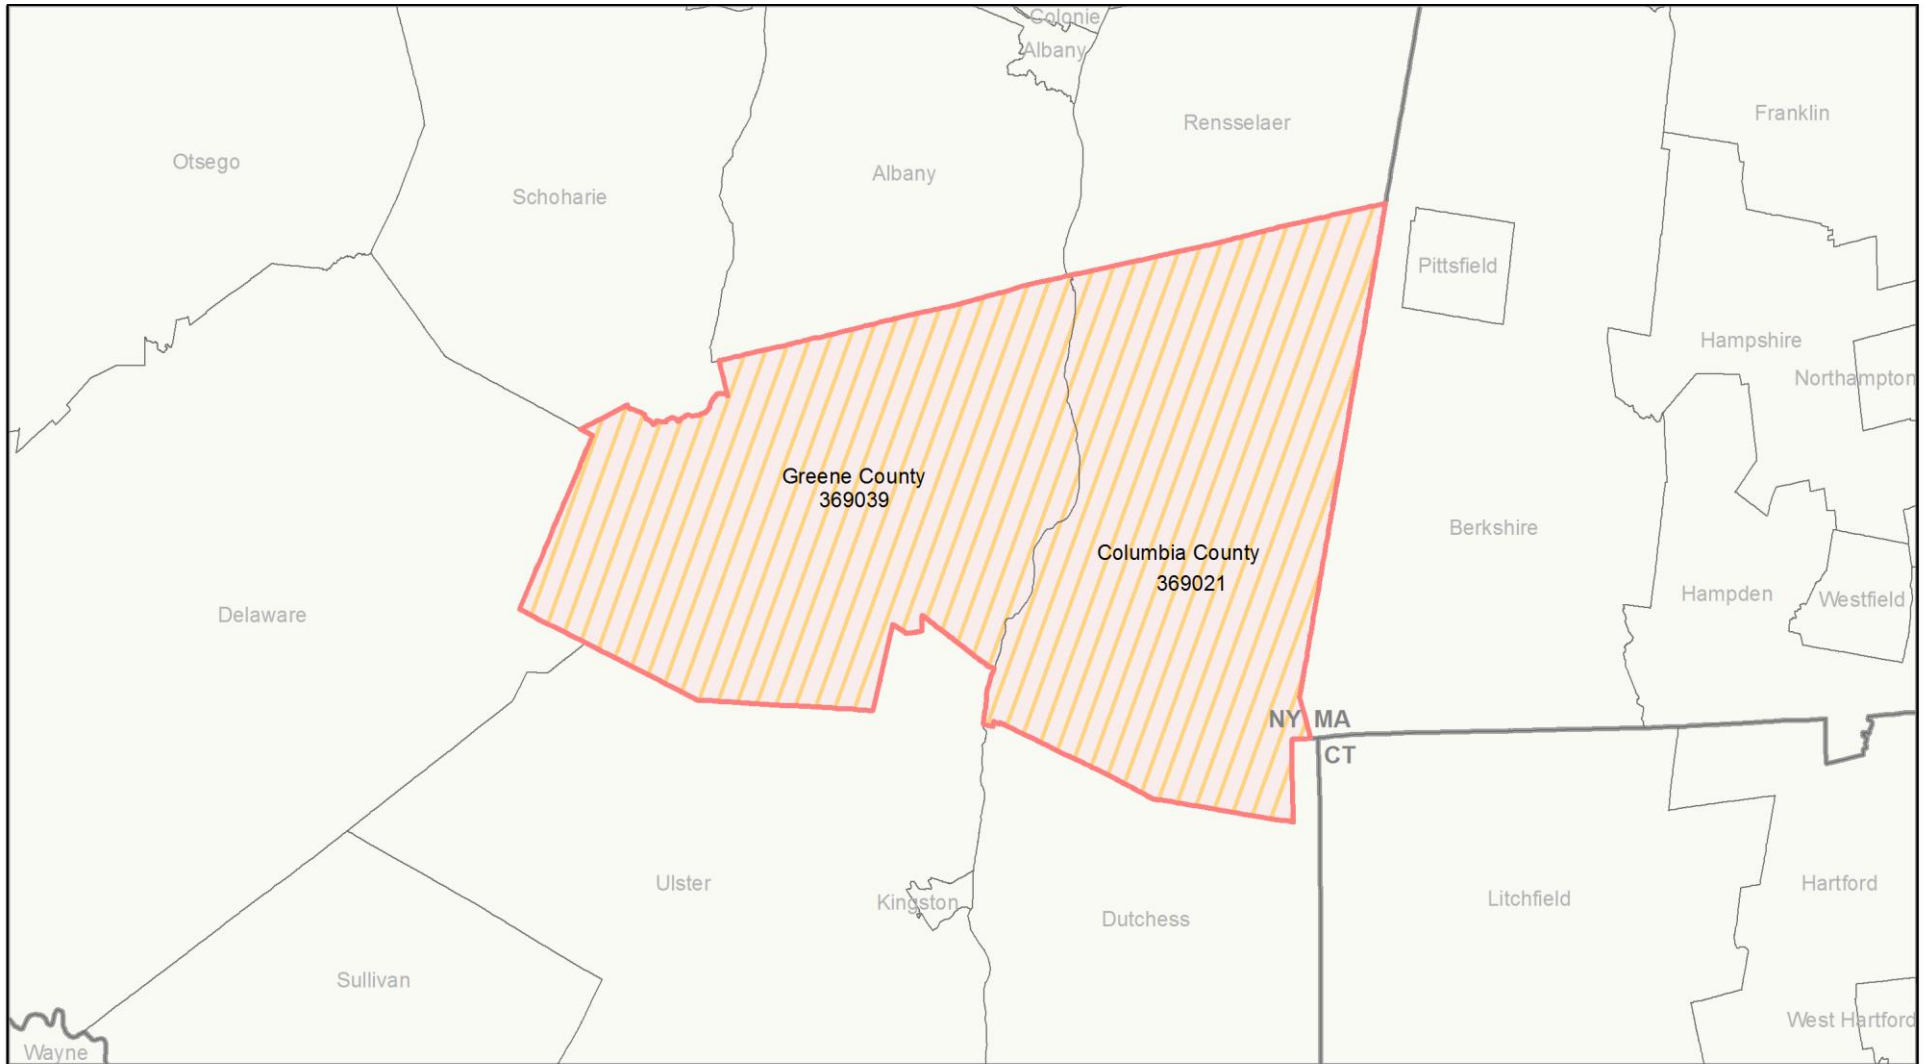 Colonie
Albany
Franklin
Rensselaer
Otsego
Albany
Schoharie
Pittsfield
Hampshire
Northampton
Greene County
369039
Berkshire
Columbia County
369021
Hampden
Westfield
Delaware
NY MA
CT
Ulster
Kingston
Hartford
Litchfield
Dutchess
Sullivan
West Hartford
Wayne